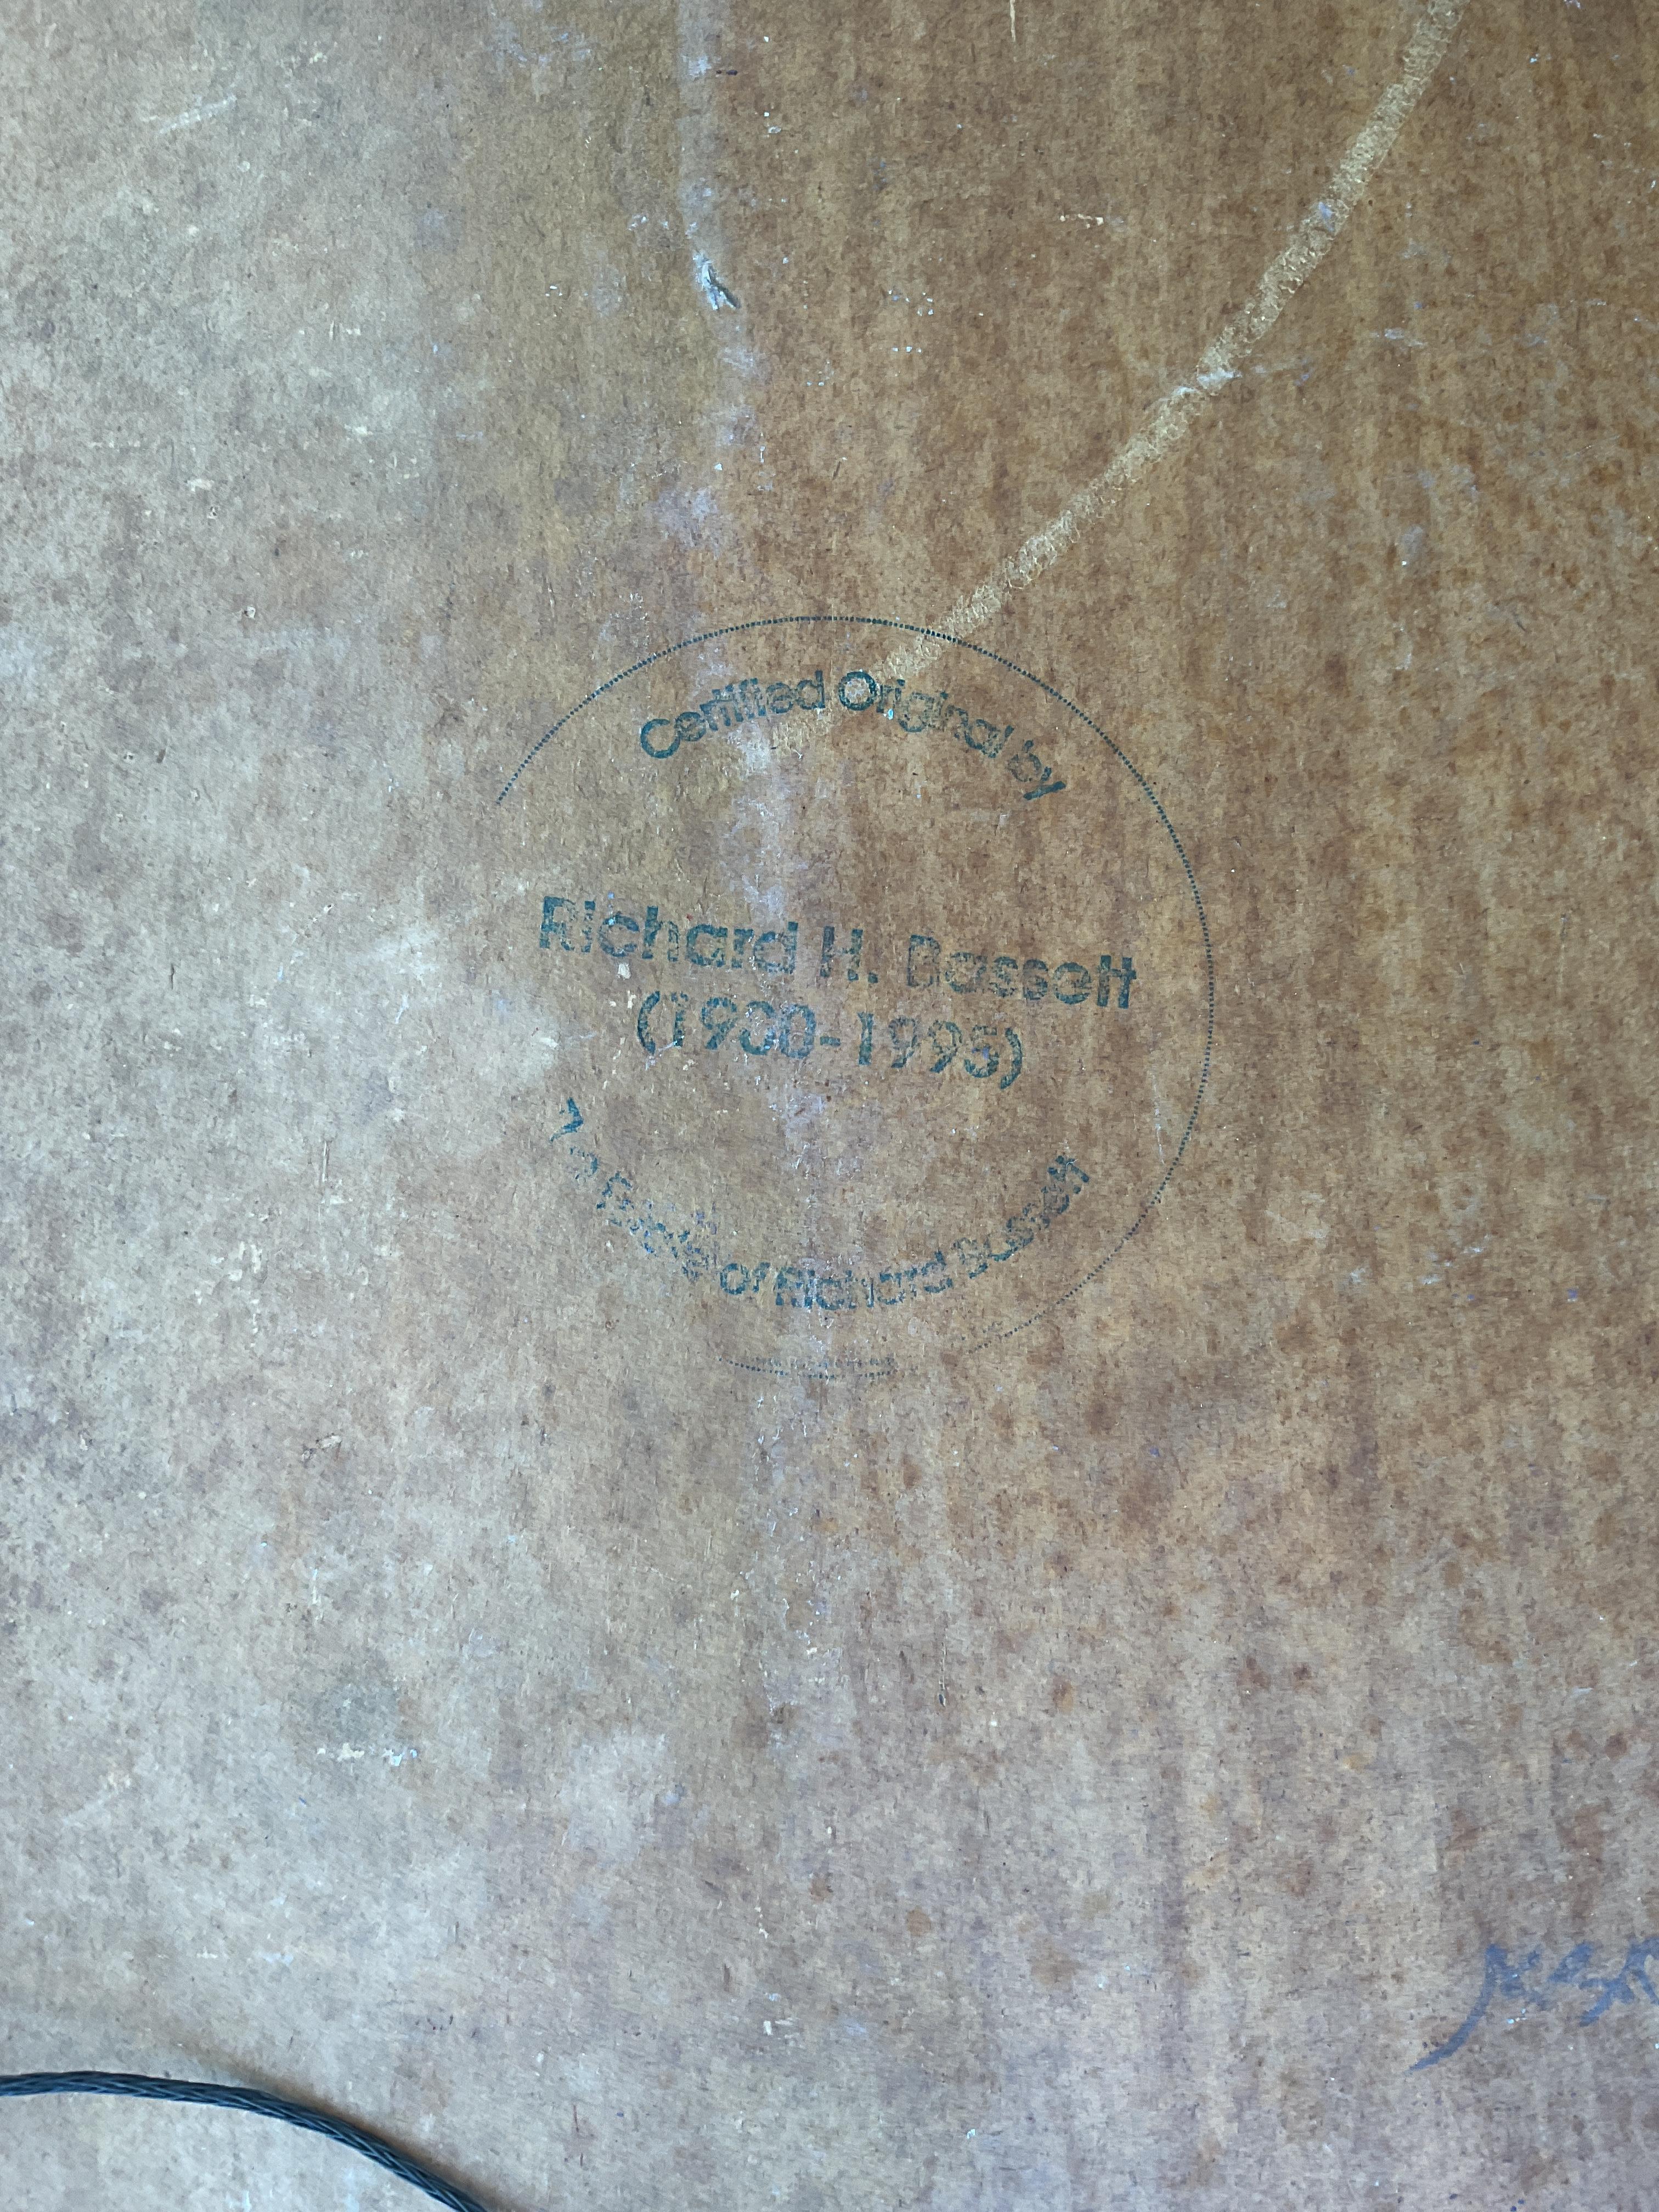 Certified Original by
Richard H. Bassett
(1900-1995)
The Estate of Richard Bassett